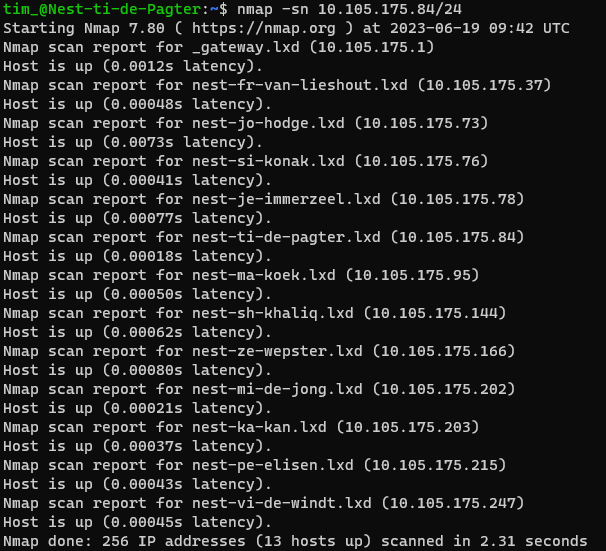 tim_@Nest-ti-de-Pagter:~$ nmap -sn 10.105.175.84/24
Starting Nmap 7.80 ( https://nmap.org ) at 2023-06-19 09:42 UTC
Nmap scan report for _gateway.lxd (10.105.175.1)
Host is up (0.0012s latency).
Nmap scan report for nest-fr-van-lieshout.lxd (10.105.175.37)
Host is up (0.00048s latency).
Nmap scan report for nest-jo-hodge.lxd (10.105.175.73)
Host is up (0.0073s latency).
Nmap scan report for nest-si-konak.lxd (10.105.175.76)
Host is up (0.00041s latency).
Nmap scan report for nest-je-immerzeel.lxd (10.105.175.78)
Host is up (0.00077s latency).
Nmap scan report for nest-ti-de-pagter.lxd (10.105.175.84)
Host is up (0.00018s latency).
Nmap scan report for nest-ma-koek.lxd (10.105.175.95)
Host is up (0.00050s latency).
Nmap scan report for nest-sh-khaliq.lxd (10.105.175.144)
Host is up (0.00062s latency).
Nmap scan report for nest-ze-wepster.lxd (10.105.175.166)
Host is up (0.00080s latency).
Nmap scan report for nest-mi-de-jong.lxd (10.105.175.202)
Host is up (0.00021s latency).
Nmap scan report for nest-ka-kan.lxd (10.105.175.203)
Host is up (0.00037s latency).
Nmap scan report for nest-pe-elisen.lxd (10.105.175.215)
Host is up (0.00043s latency).
Nmap scan report for nest-vi-de-windt.lxd (10.105.175.247)
Host is up (0.00045s latency).
Nmap done: 256 IP addresses (13 hosts up) scanned in 2.31 seconds